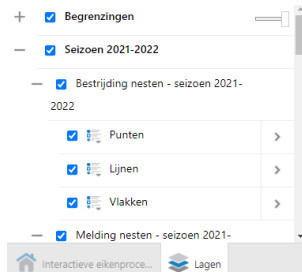 Begrenzingen
Seizoen 2021-2022
Bestrijding nesten - seizoen 2021-
2022
Punten
Lijnen
Vlakken
Melding nesten - seizoen 2021-
Interactieve eikenproce...
Lagen